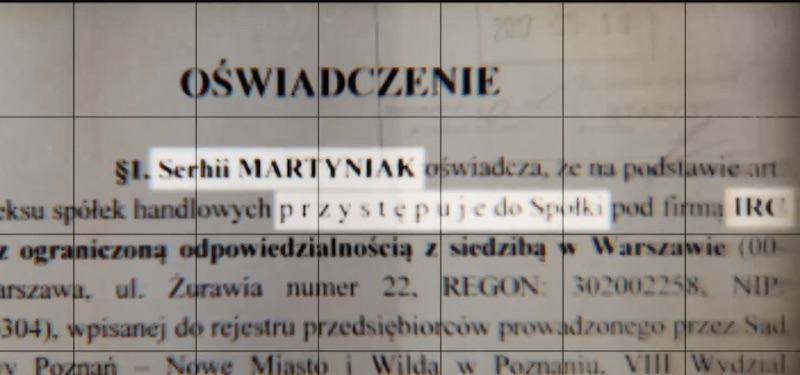 OŚWIADCZENIE
§1. Serhii MARTYNIAK oświadcza, że na podstawie art.
eksu spółek handlowych p r z y s t ę p u j e do Spółki pod firmą IRC
z ograniczoną odpowiedzialnością z siedzibą w Warszawie (00-
arszawa, ul. Żurawia numer 22, REGON: 302002258, NIP:
304), wpisanej do rejestru przedsiębiorców prowadzonego przez Sąd
y Poznań – Nowe Miasto i Wilda w Poznaniu, VIII Wydział